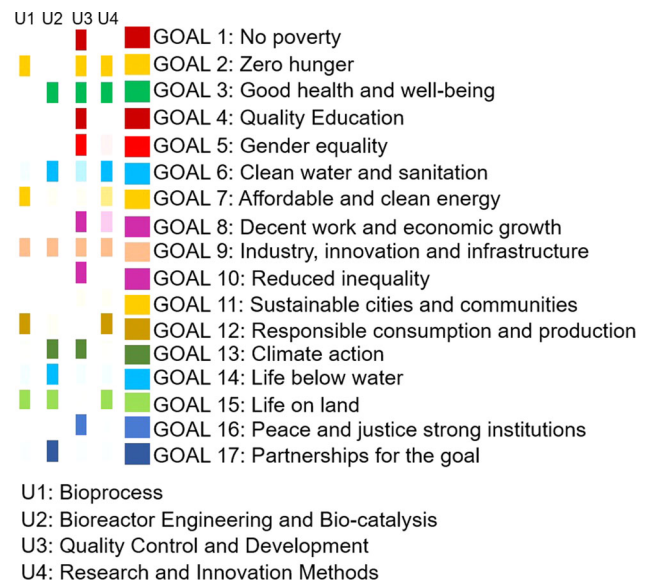 U1 U2 U3 U4
GOAL 1: No poverty
GOAL 2: Zero hunger
GOAL 3: Good health and well-being
GOAL 4: Quality Education
GOAL 5: Gender equality
GOAL 6: Clean water and sanitation
GOAL 7: Affordable and clean energy
GOAL 8: Decent work and economic growth
GOAL 9: Industry, innovation and infrastructure
GOAL 10: Reduced inequality
GOAL 11: Sustainable cities and communities
GOAL 12: Responsible consumption and production
GOAL 13: Climate action
GOAL 14: Life below water
GOAL 15: Life on land
GOAL 16: Peace and justice strong institutions
GOAL 17: Partnerships for the goal
U1: Bioprocess
U2: Bioreactor Engineering and Bio-catalysis
U3: Quality Control and Development
U4: Research and Innovation Methods